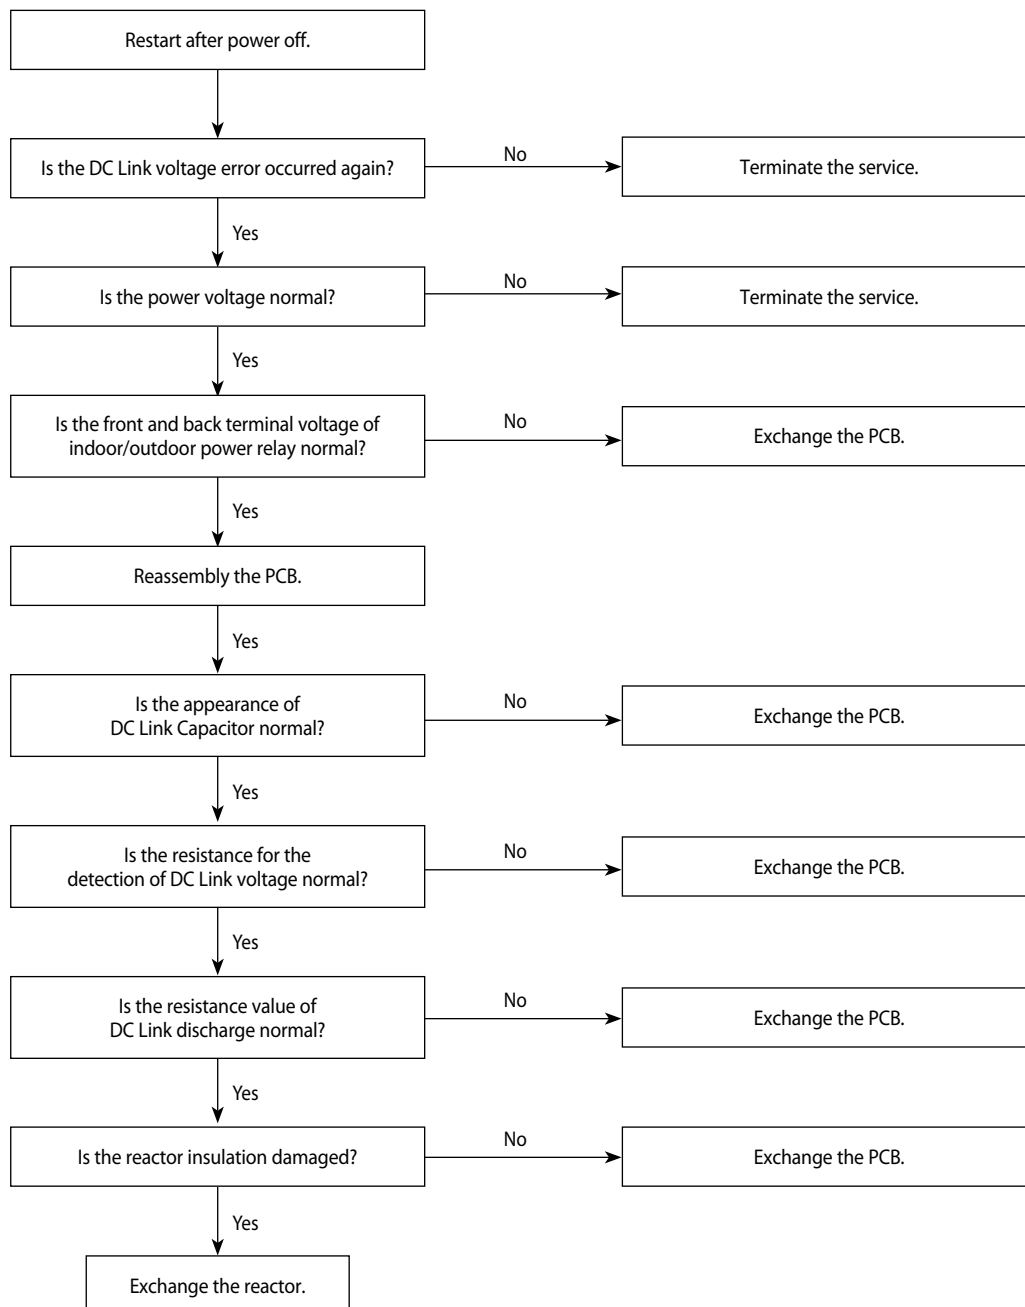 Restart after power off.
Is the DC Link voltage error occurred again?
No
Terminate the service.
Yes
Is the power voltage normal?
No
Terminate the service.
Yes
Is the front and back terminal voltage of
indoor/outdoor power relay normal?
No
Exchange the PCB.
Yes
Reassembly the PCB.
Yes
Is the appearance of
DC Link Capacitor normal?
No
Exchange the PCB.
Yes
Is the resistance for the
detection of DC Link voltage normal?
No
Exchange the PCB.
Yes
Is the resistance value of
DC Link discharge normal?
No
Exchange the PCB.
Yes
Is the reactor insulation damaged?
No
Exchange the PCB.
Yes
Exchange the reactor.